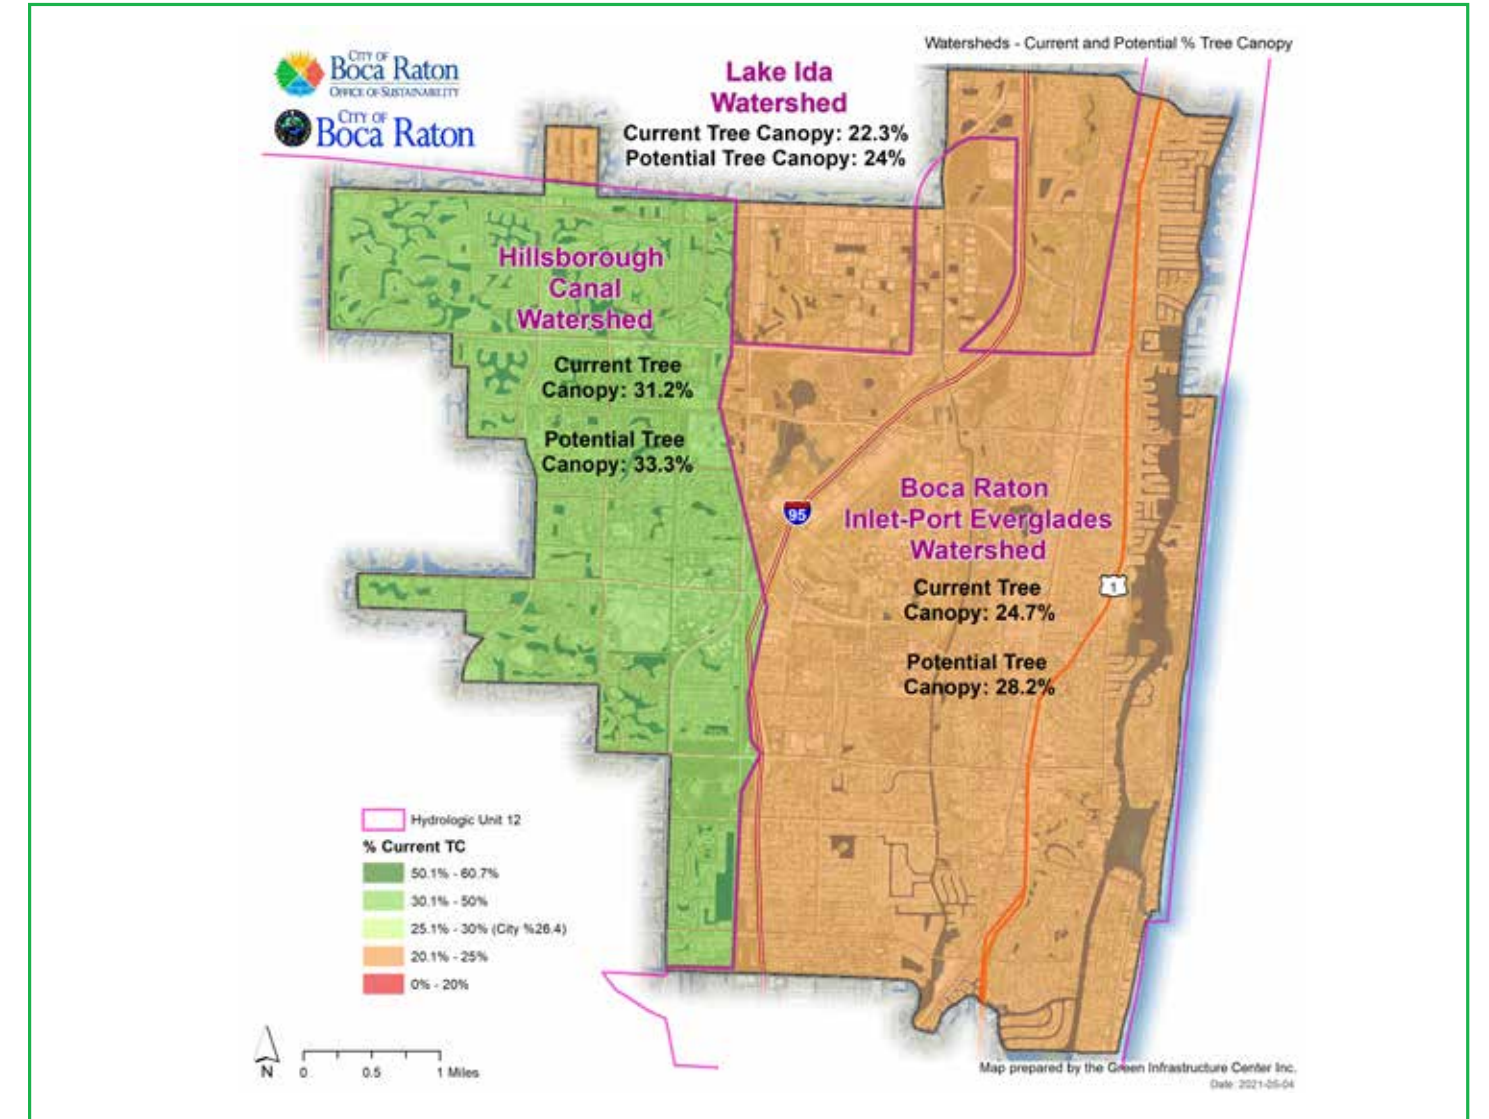 Watersheds - Current and Potential % Tree Canopy
CITY OF
Boca Raton
OFFICE OF SUSTAINABILITY
CITY OF
Boca Raton
Lake Ida
Watershed
Current Tree Canopy: 22.3%
Potential Tree Canopy: 24%
Hillsborough
Canal
Watershed
Current Tree
Canopy: 31.2%
Potential Tree
Canopy: 33.3%
95
Boca Raton
Inlet-Port Everglades
Watershed
Current Tree
Canopy: 24.7%
1
Potential Tree
Canopy: 28.2%
Hydrologic Unit 12
% Current TC
50.1% - 60.7%
30.1% - 50%
25.1% - 30% (City %26.4)
20.1% - 25%
0% - 20%
N
0 0.5 1 Miles
Map prepared by the Green Infrastructure Center Inc.
Date: 2021-05-04